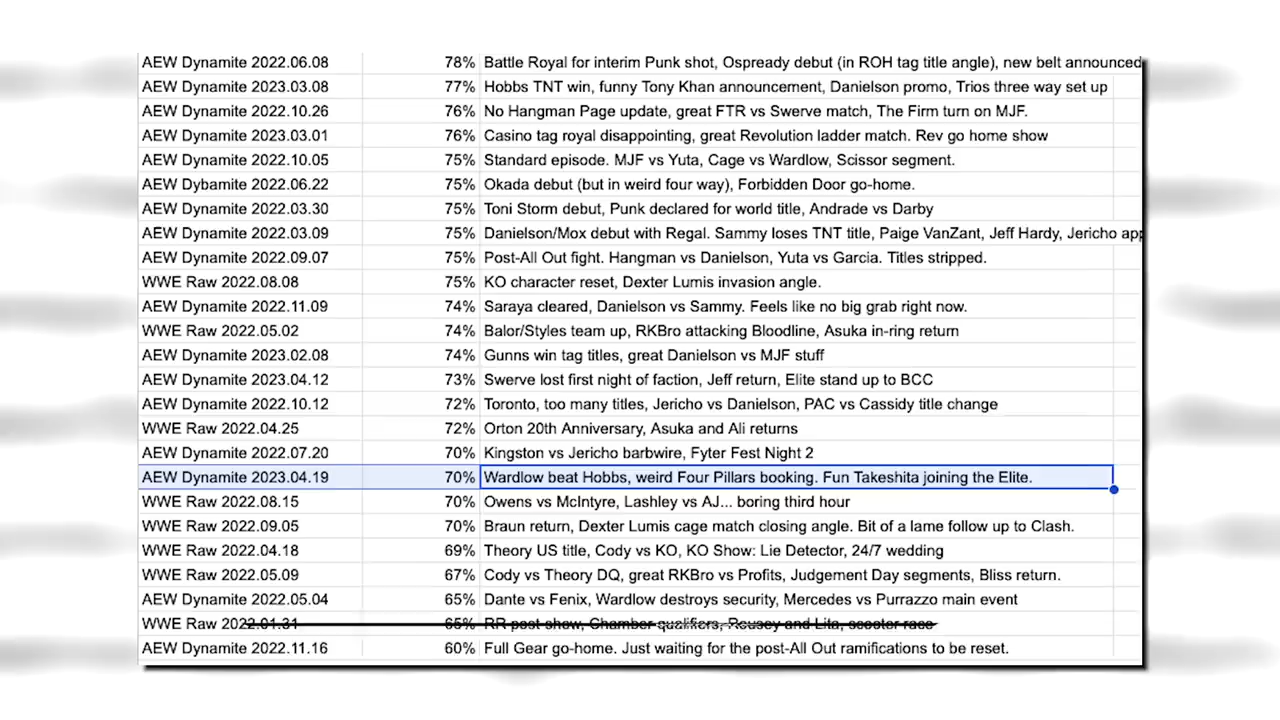 AEW Dynamite 2022.06.08 78% Battle Royal for interim Punk shot, Ospready debut (in ROH tag title angle), new belt announced
AEW Dynamite 2023.03.08 77% Hobbs TNT win, funny Tony Khan announcement, Danielson promo, Trios three way set up
AEW Dynamite 2022.10.26 76% No Hangman Page update, great FTR vs Swerve match, The Firm turn on MJF.
AEW Dynamite 2023.03.01 76% Casino tag royal disappointing, great Revolution ladder match. Rev go home show
AEW Dynamite 2022.10.05 75% Standard episode. MJF vs Yuta, Cage vs Wardlow, Scissor segment.
AEW Dybamite 2022.06.22 75% Okada debut (but in weird four way), Forbidden Door go-home.
AEW Dynamite 2022.03.30 75% Toni Storm debut, Punk declared for world title, Andrade vs Darby
AEW Dynamite 2022.03.09 75% Danielson/Mox debut with Regal. Sammy loses TNT title, Paige VanZant, Jeff Hardy, Jericho app
AEW Dynamite 2022.09.07 75% Post-All Out fight. Hangman vs Danielson, Yuta vs Garcia. Titles stripped.
WWE Raw 2022.08.08 75% KO character reset, Dexter Lumis invasion angle.
AEW Dynamite 2022.11.09 74% Saraya cleared, Danielson vs Sammy. Feels like no big grab right now.
WWE Raw 2022.05.02 74% Balor/Styles team up, RKBro attacking Bloodline, Asuka in-ring return
AEW Dynamite 2023.02.08 74% Gunns win tag titles, great Danielson vs MJF stuff
AEW Dynamite 2023.04.12 73% Swerve lost first night of faction, Jeff return, Elite stand up to BCC
AEW Dynamite 2022.10.12 72% Toronto, too many titles, Jericho vs Danielson, PAC vs Cassidy title change
WWE Raw 2022.04.25 72% Orton 20th Anniversary, Asuka and Ali returns
AEW Dynamite 2022.07.20 70% Kingston vs Jericho barbwire, Fyter Fest Night 2
AEW Dynamite 2023.04.19 70% Wardlow beat Hobbs, weird Four Pillars booking. Fun Takeshita joining the Elite.
WWE Raw 2022.08.15 70% Owens vs McIntyre, Lashley vs AJ... boring third hour
WWE Raw 2022.09.05 70% Braun return, Dexter Lumis cage match closing angle. Bit of a lame follow up to Clash.
WWE Raw 2022.04.18 69% Theory US title, Cody vs KO, KO Show: Lie Detector, 24/7 wedding
WWE Raw 2022.05.09 67% Cody vs Theory DQ, great RKBro vs Profits, Judgement Day segments, Bliss return.
AEW Dynamite 2022.05.04 65% Dante vs Fenix, Wardlow destroys security, Mercedes vs Purrazzo main event
WWE Raw 2022.01.31 65% RR post show, Chamber qualifiers, Rousey and Lita, scooter race
AEW Dynamite 2022.11.16 60% Full Gear go-home. Just waiting for the post-All Out ramifications to be reset.